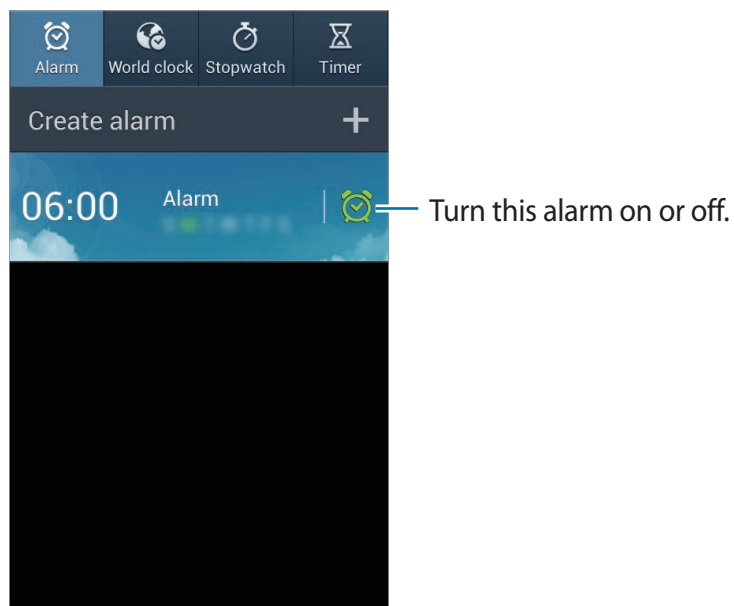 Alarm World clock Stopwatch Timer
Create alarm
06:00 Alarm
Turn this alarm on or off.